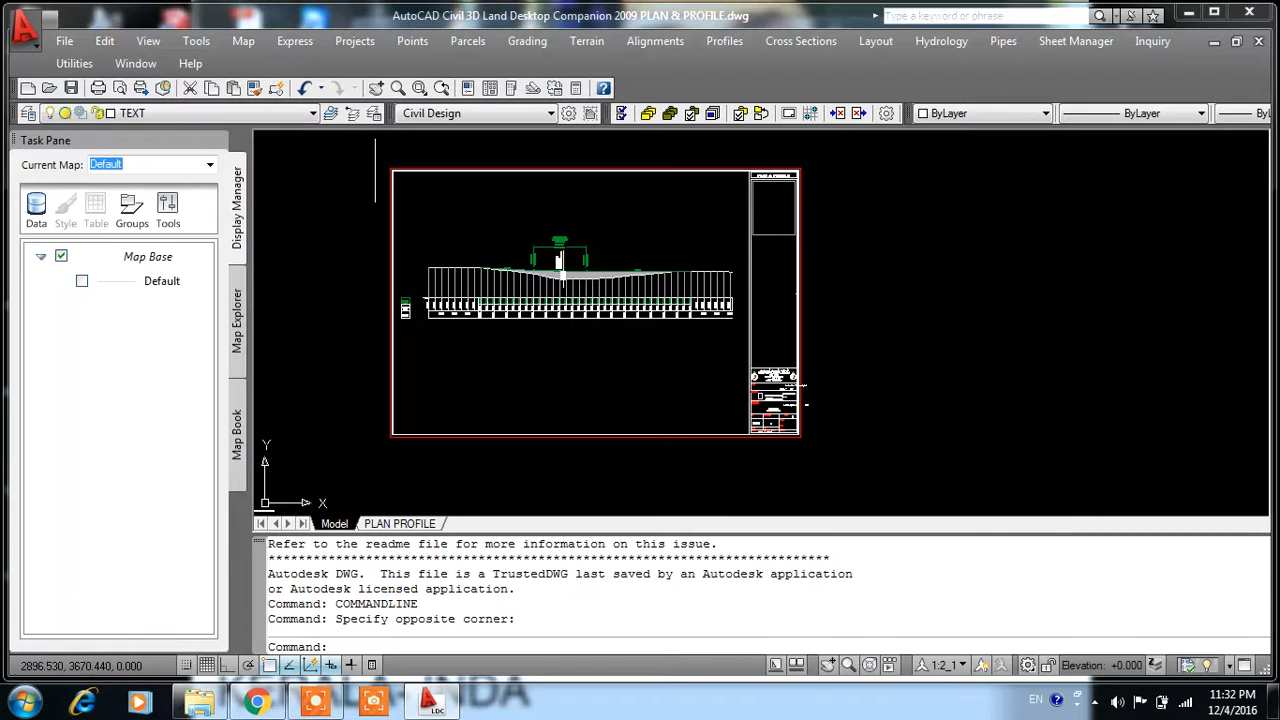 AutoCAD Civil 3D Land Desktop Companion 2009 PLAN & PROFILE.dwg
Type a keyword or phrase
File Edit View Tools Map Express Projects Points Parcels Grading Terrain Alignments Profiles Cross Sections Layout Hydrology Pipes Sheet Manager Inquiry
Utilities Window Help
TEXT
Civil Design
ByLayer
ByLayer
Task Pane
Current Map: Default
Data Style Table Groups Tools
Map Base
Default
Display Manager
Map Explorer
Map Book
Y
X
Model PLAN PROFILE
Refer to the readme file for more information on this issue.
*****************************************************************************
Autodesk DWG.  This file is a TrustedDWG last saved by an Autodesk application
or Autodesk licensed application.
Command: COMMANDLINE
Command: Specify opposite corner:
Command:
2896.530, 3670.440, 0.000
1:2_1
Elevation: +0.000
LDC
EN
11:32 PM
12/4/2016